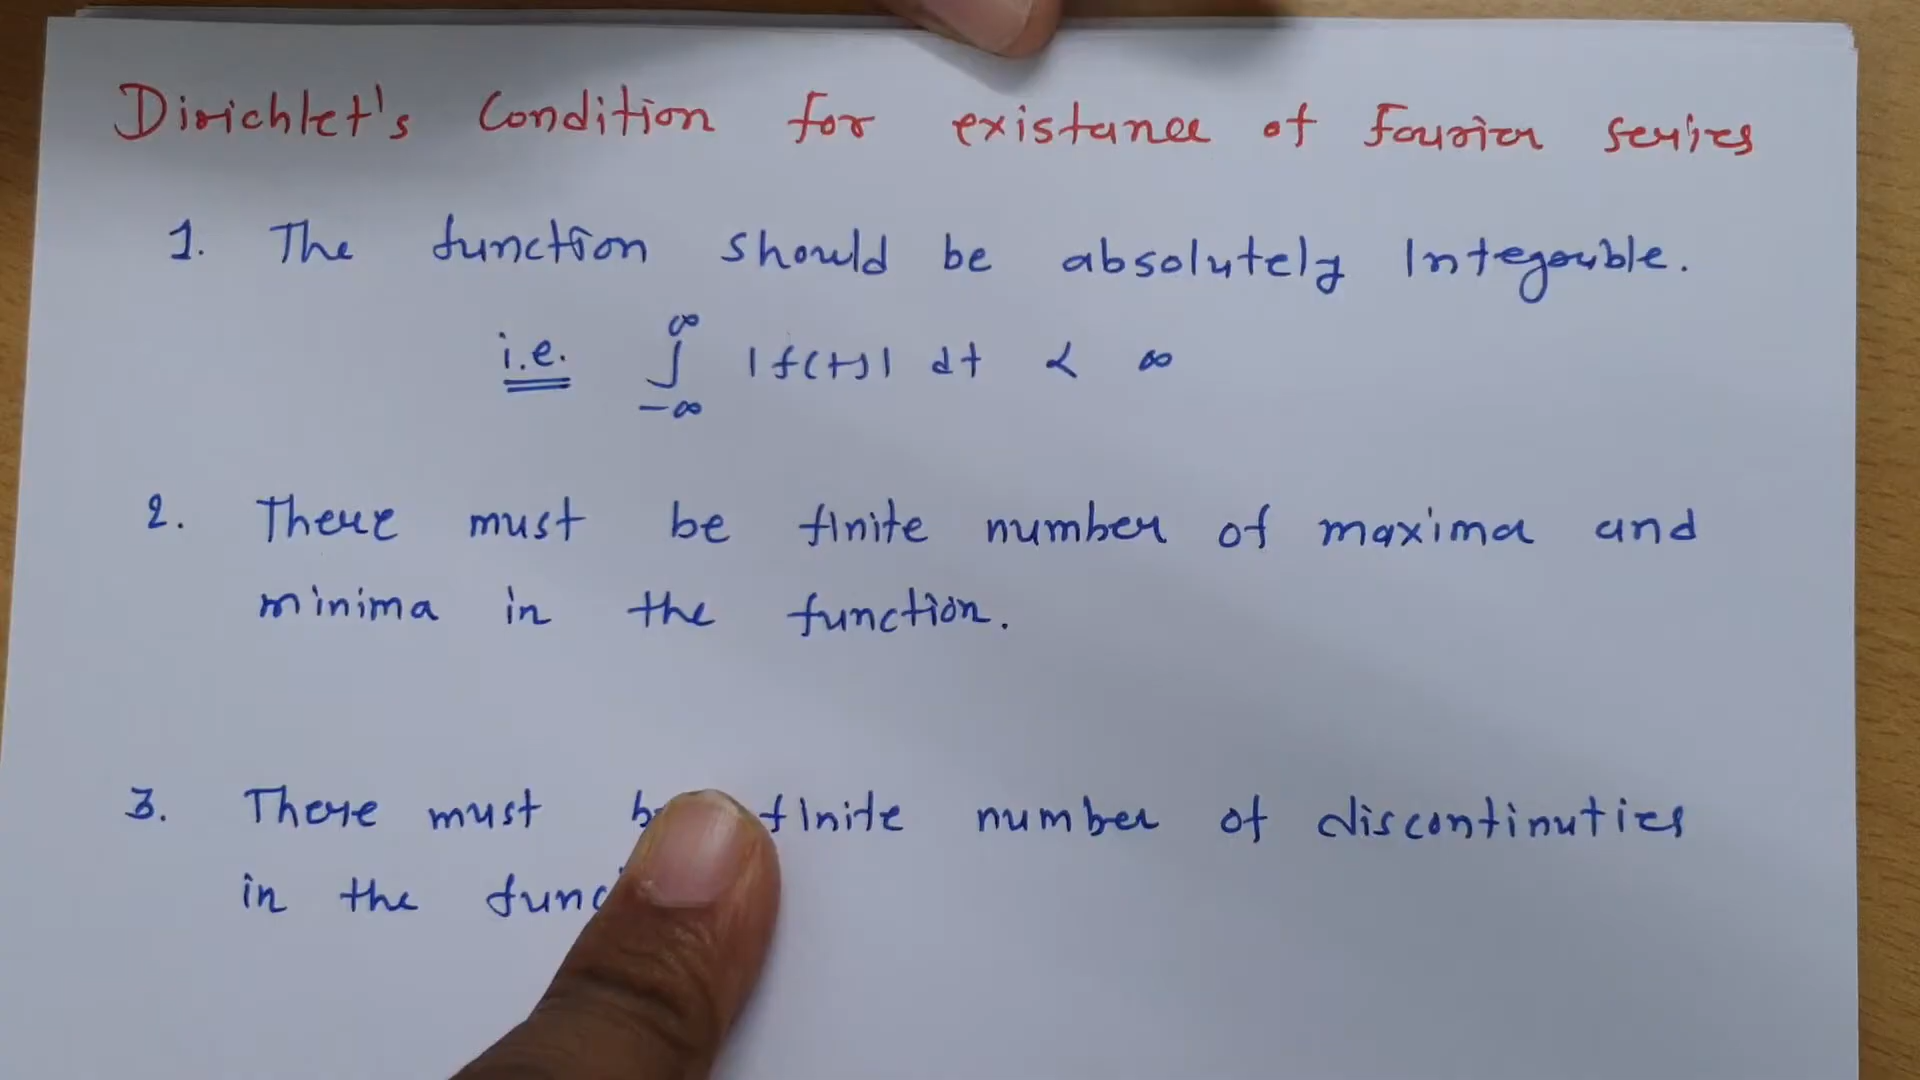 Dirichlet's Condition for existance of Fourier series
1. The function should be absolutely Integrable.
i.e. ∫_{-∞}^{∞} |f(t)| dt < ∞
2. There must be finite number of maxima and
minima in the function.
3. There must finite number of discontinuties
in the